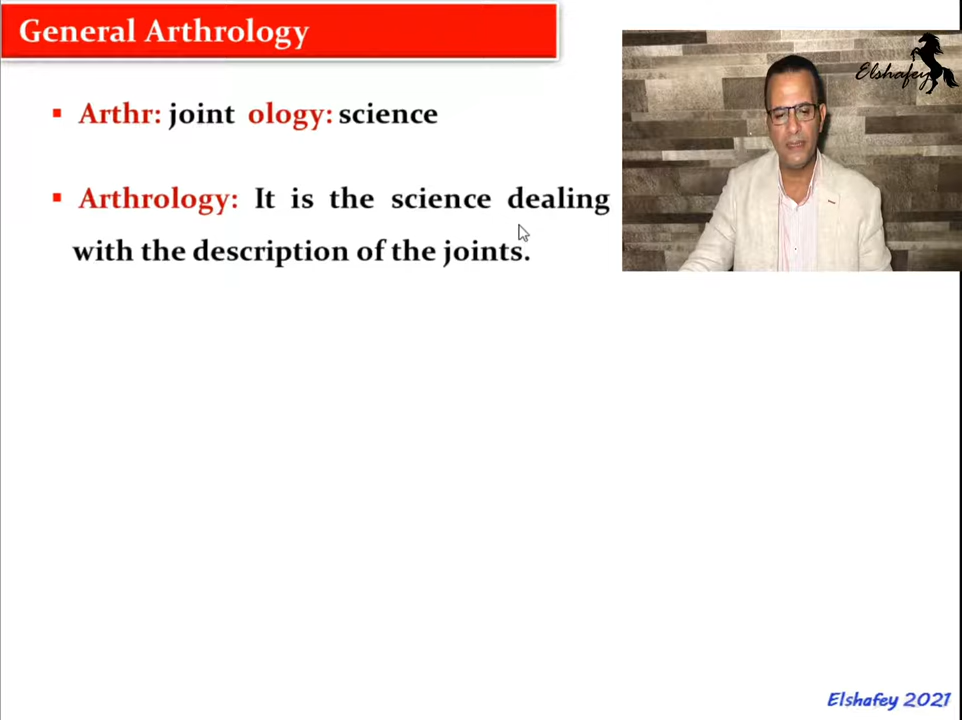 General Arthrology
Elshafey
▪ Arthr: joint ology: science
▪ Arthrology: It is the science dealing
with the description of the joints.
Elshafey 2021